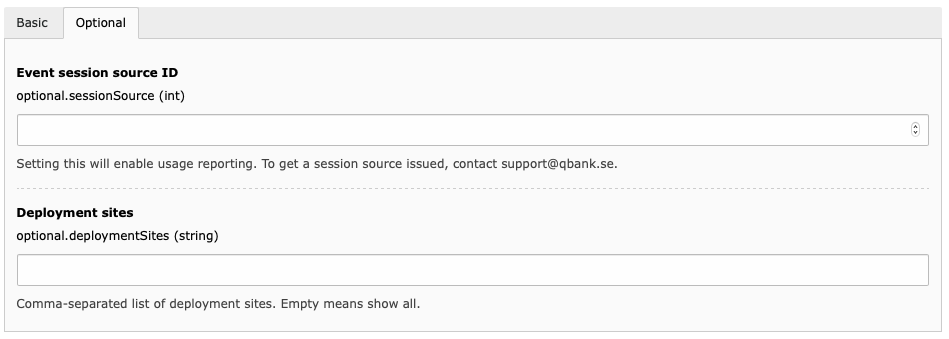 Basic
Optional
Event session source ID
optional.sessionSource (int)
Setting this will enable usage reporting. To get a session source issued, contact support@qbank.se.
Deployment sites
optional.deploymentSites (string)
Comma-separated list of deployment sites. Empty means show all.